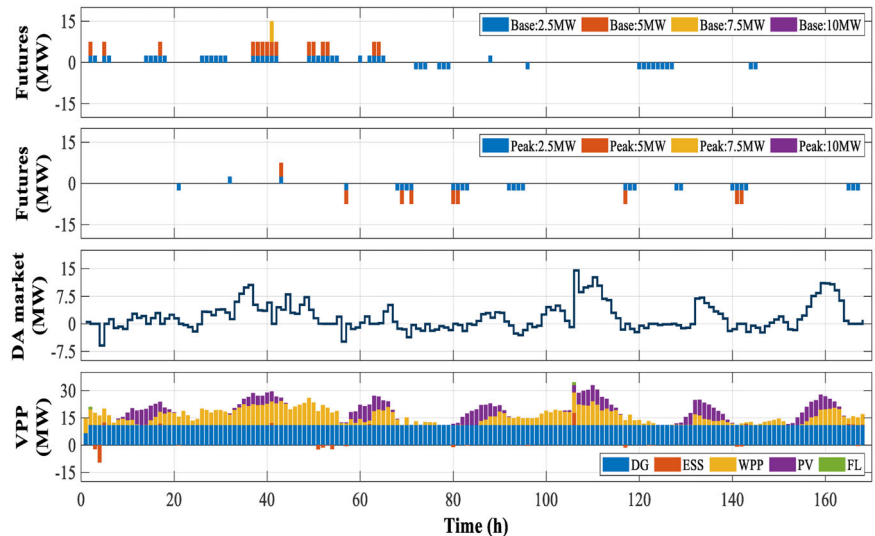 Futures (MW)
15
0
-15
Base:2.5MW Base:5MW Base:7.5MW Base:10MW
Futures (MW)
15
0
-15
Peak:2.5MW Peak:5MW Peak:7.5MW Peak:10MW
DA market (MW)
15
7.5
0
-7.5
VPP (MW)
30
15
0
-15
DG ESS WPP PV FL
0 20 40 60 80 100 120 140 160
Time (h)